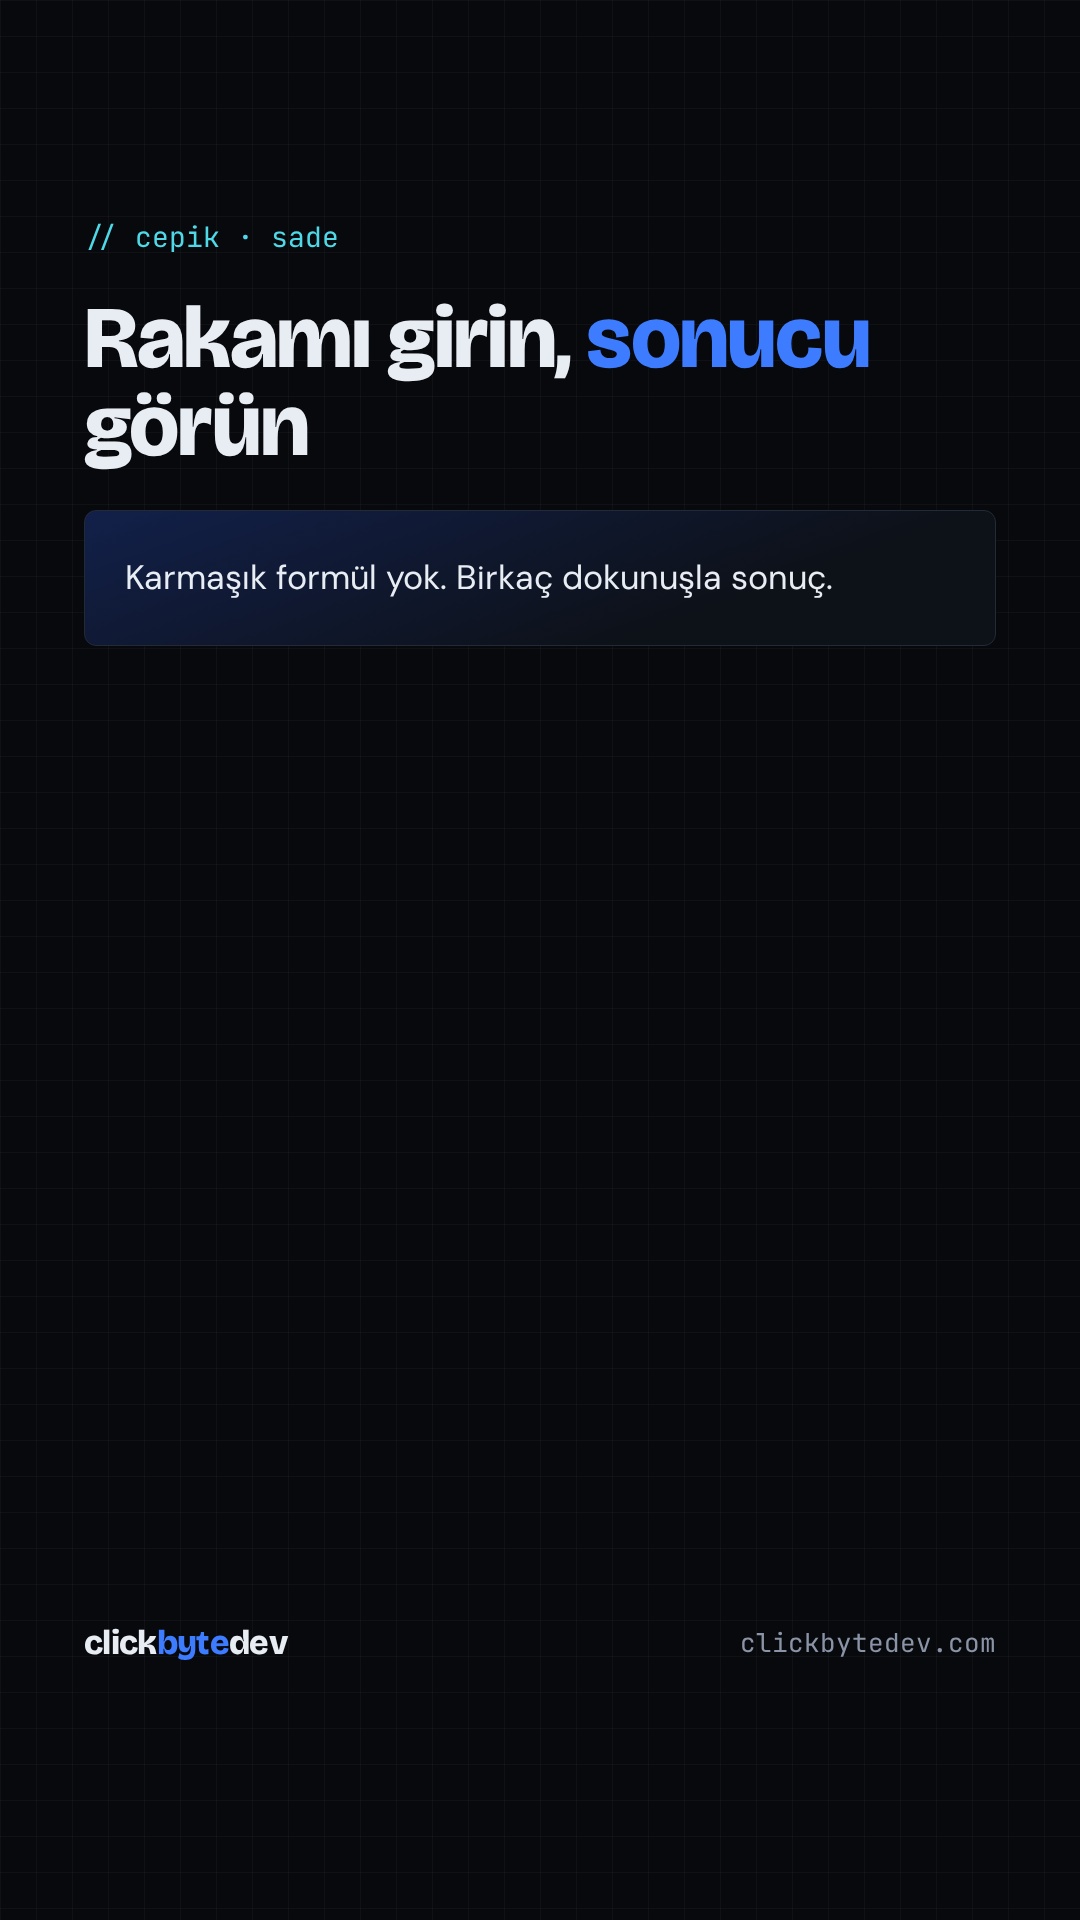 // cepik · sade
Rakamı girin, sonucu
görün
Karmaşık formül yok. Birkaç dokunuşla sonuç.
clickbytedev
clickbytedev.com